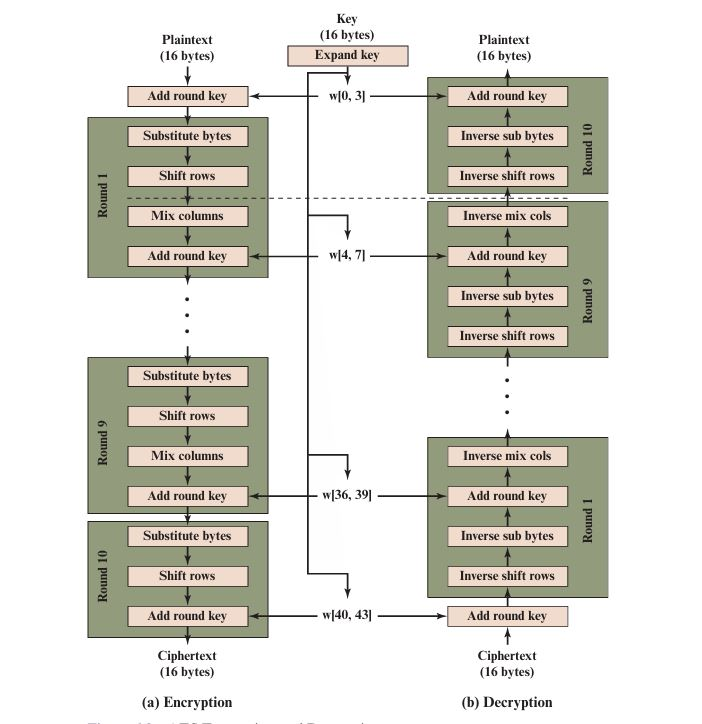 Key
(16 bytes)
Plaintext
(16 bytes)
Expand key
Plaintext
(16 bytes)
Add round key
w[0, 3]
Add round key
Round 1
Substitute bytes
Shift rows
Mix columns
Add round key
w[4, 7]
Round 10
Inverse sub bytes
Inverse shift rows
Round 9
Inverse mix cols
Add round key
Inverse sub bytes
Inverse shift rows
Round 9
Substitute bytes
Shift rows
Mix columns
Add round key
w[36, 39]
Round 10
Substitute bytes
Shift rows
Add round key
w[40, 43]
Round 1
Inverse mix cols
Add round key
Inverse sub bytes
Inverse shift rows
Add round key
Ciphertext
(16 bytes)
Ciphertext
(16 bytes)
(a) Encryption
(b) Decryption